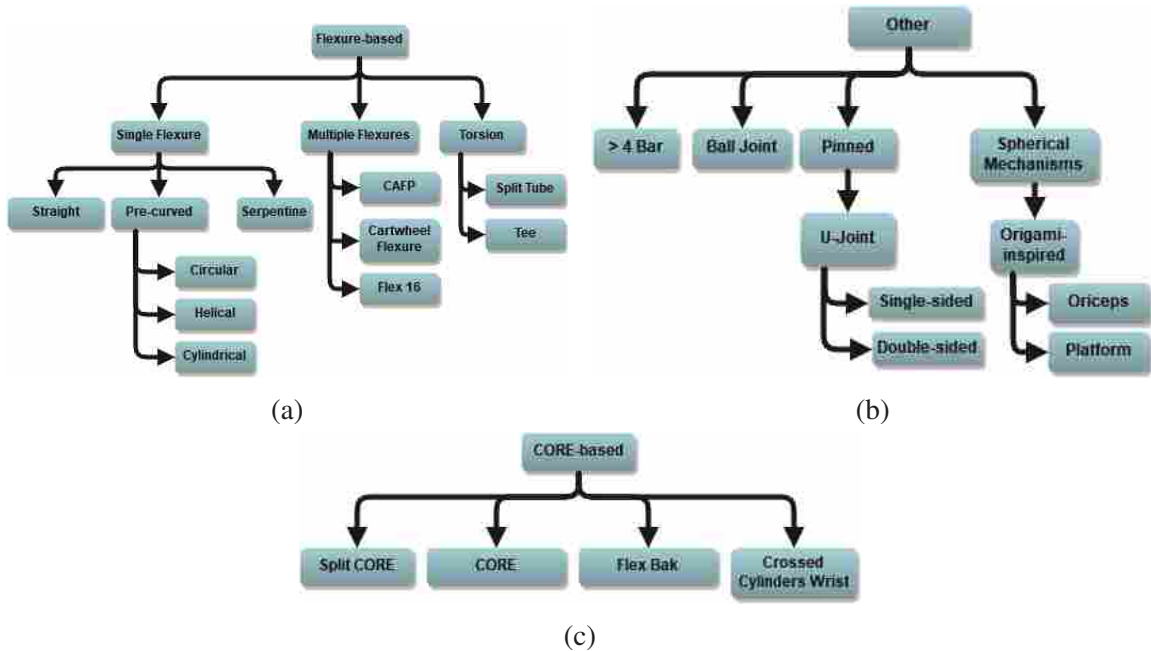 Flexure-based
Single Flexure
Multiple Flexures
Torsion
Straight
Pre-curved
Serpentine
Circular
Helical
Cylindrical
CAFP
Cartwheel
Flexure
Flex 16
Split Tube
Tee
(a)
Other
> 4 Bar
Ball Joint
Pinned
Spherical
Mechanisms
U-Joint
Single-sided
Double-sided
Origami-
inspired
Oriceps
Platform
(b)
CORE-based
Split CORE
CORE
Flex Bak
Crossed
Cylinders Wrist
(c)